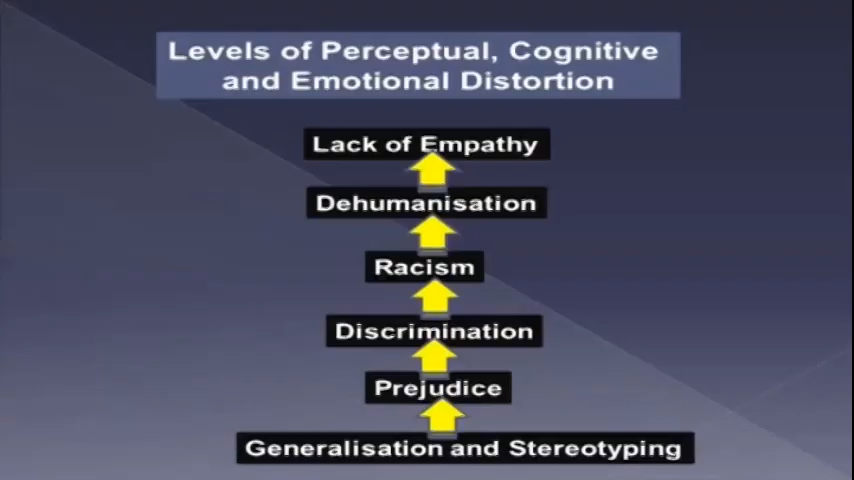 Levels of Perceptual, Cognitive
and Emotional Distortion
Lack of Empathy
Dehumanisation
Racism
Discrimination
Prejudice
Generalisation and Stereotyping